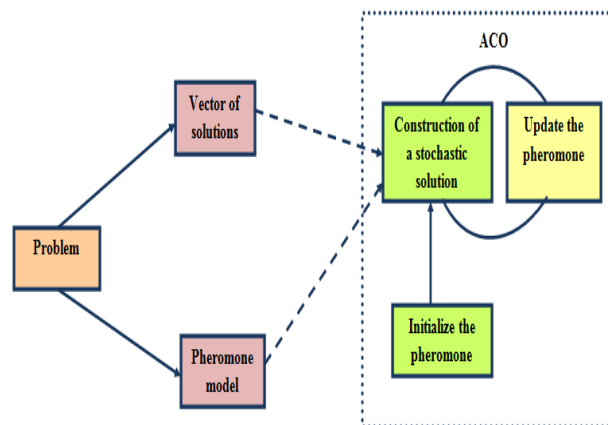 ACO
Vector of
solutions
Construction of
a stochastic
solution
Update the
pheromone
Problem
Initialize the
pheromone
Pheromone
model